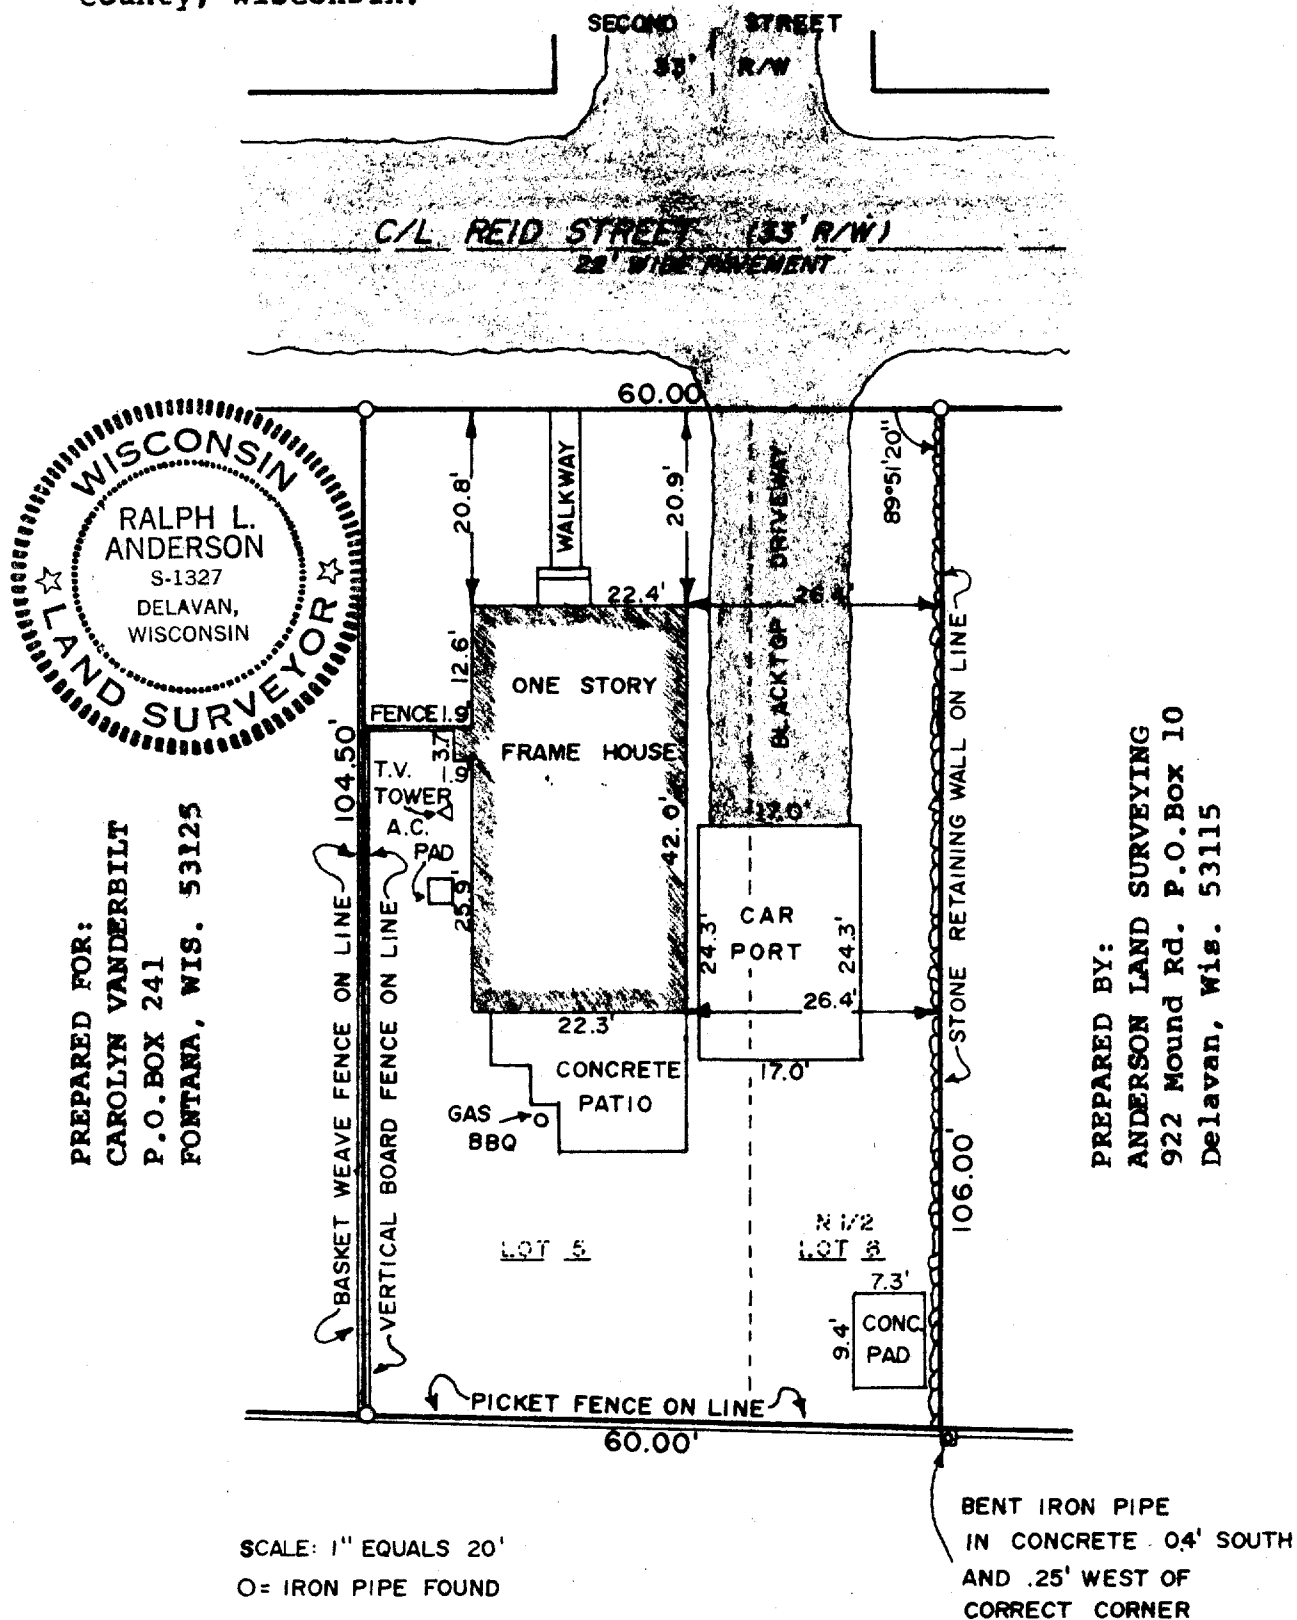 County, Wisconsin.
SECOND STREET
33' R/W
C/L REID STREET (33' R/W)
22' WIDE PAVEMENT
60.00'
WISCONSIN
LAND SURVEYOR
RALPH L.
ANDERSON
S-1327
DELAVAN,
WISCONSIN
20.8'
WALKWAY
20.9'
BLACKTOP DRIVEWAY
89°51'20"
22.4'
26.4'
12.6'
ONE STORY
FRAME HOUSE
FENCE 1.9'
3.7'
1.9'
T.V.
TOWER
A.C.
PAD
25.9'
42.0'
17.0'
CAR
PORT
24.3'
24.3'
26.4'
22.3'
17.0'
CONCRETE
PATIO
GAS
BBQ
104.50'
BASKET WEAVE FENCE ON LINE
VERTICAL BOARD FENCE ON LINE
STONE RETAINING WALL ON LINE
106.00'
PREPARED FOR:
CAROLYN VANDERBILT
P.O.BOX 241
FONTANA, WIS. 53125
PREPARED BY:
ANDERSON LAND SURVEYING
922 Mound Rd. P.O.Box 10
Delavan, Wis. 53115
LOT 5
N 1/2
LOT 8
7.3'
9.4'
CONC.
PAD
PICKET FENCE ON LINE
60.00'
BENT IRON PIPE
IN CONCRETE 0.4' SOUTH
AND .25' WEST OF
CORRECT CORNER
SCALE: 1" EQUALS 20'
O= IRON PIPE FOUND